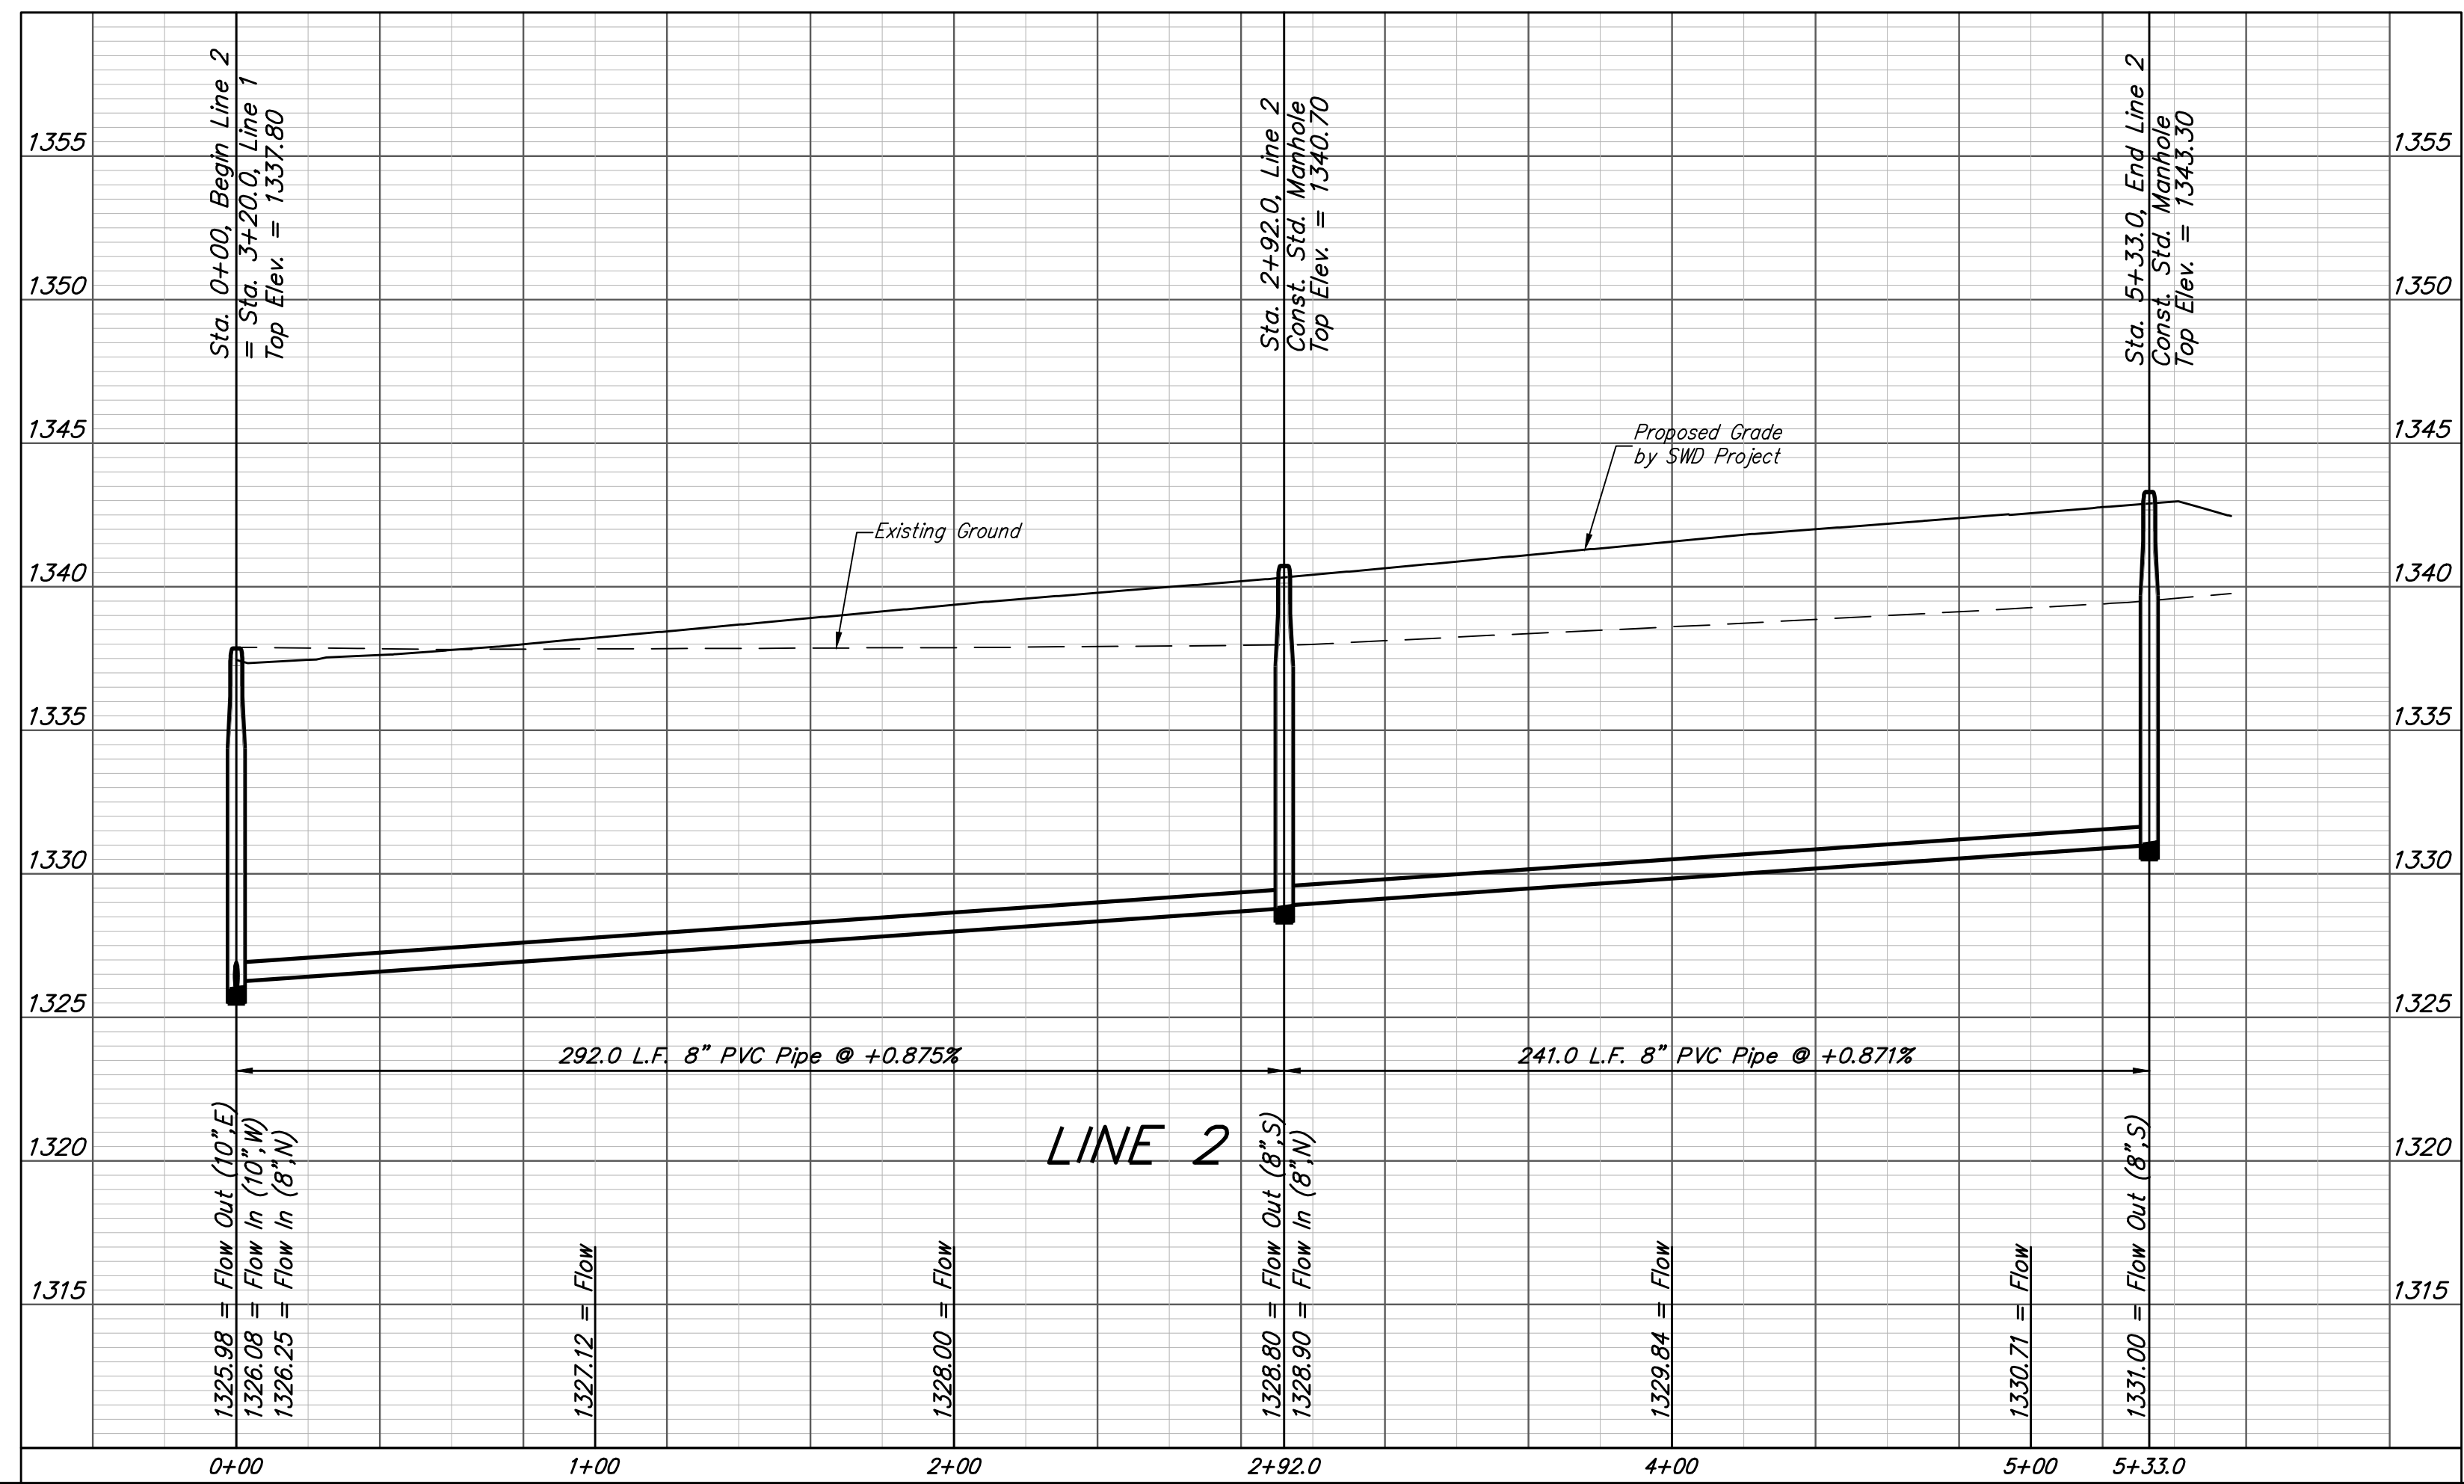 Sta. 0+00, Begin Line 2
= Sta. 3+20.0, Line 1
Top Elev. = 1337.80
Sta. 2+92.0, Line 2
Const. Std. Manhole
Top Elev. = 1340.70
Sta. 5+33.0, End Line 2
Const. Std. Manhole
Top Elev. = 1343.30
1355
1355
1350
1350
1345
1345
Proposed Grade
by SWD Project
Existing Ground
1340
1340
1335
1335
1330
1330
1325
1325
292.0 L.F. 8" PVC Pipe @ +0.875%
241.0 L.F. 8" PVC Pipe @ +0.871%
LINE 2
1320
1320
1315
1315
1325.98 = Flow Out (10",E)
1326.08 = Flow In (10",W)
1326.25 = Flow In (8",N)
1327.12 = Flow
1328.00 = Flow
1328.80 = Flow Out (8",S)
1328.90 = Flow In (8",N)
1329.84 = Flow
1330.71 = Flow
1331.00 = Flow Out (8",S)
0+00
1+00
2+00
2+92.0
4+00
5+00
5+33.0